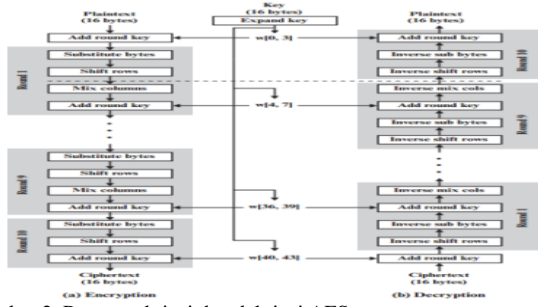 Plaintext
(16 bytes)
Add round key
Round 1
Substitute bytes
Shift rows
Mix columns
Add round key
Round 9
Substitute bytes
Shift rows
Mix columns
Add round key
Round 10
Substitute bytes
Shift rows
Add round key
Ciphertext
(16 bytes)
(a) Encryption
Key
(16 bytes)
Expand key
w[0, 3]
w[4, 7]
w[36, 39]
w[40, 43]
Plaintext
(16 bytes)
Add round key
Inverse sub bytes
Inverse shift rows
Round 10
Inverse mix cols
Add round key
Inverse sub bytes
Inverse shift rows
Round 9
Inverse mix cols
Add round key
Inverse sub bytes
Inverse shift rows
Round 1
Add round key
Ciphertext
(16 bytes)
(b) Decryption
AES